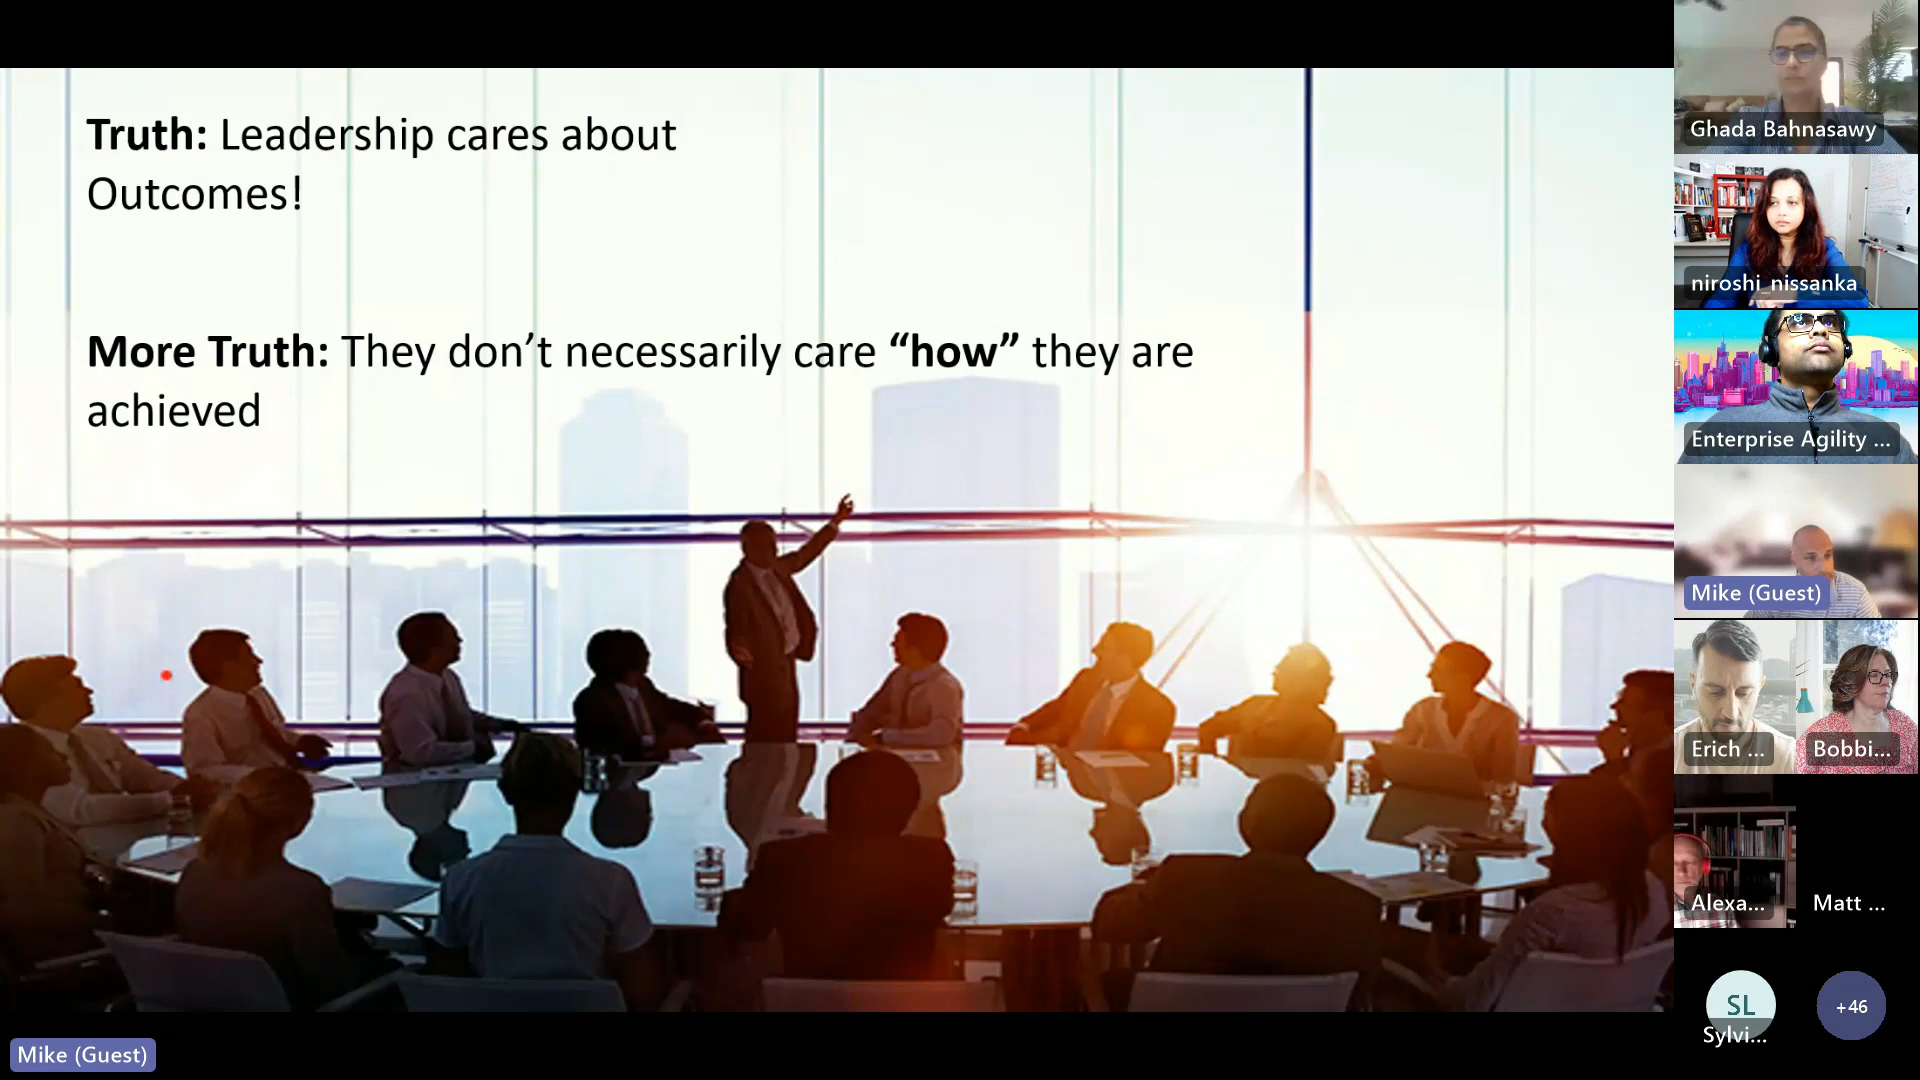 Truth: Leadership cares about
Outcomes!
More Truth: They don’t necessarily care “how” they are
achieved
Mike (Guest)
Ghada Bahnasawy
niroshi_nissanka
Enterprise Agility ...
Mike (Guest)
Erich ...
Bobbi...
Alexa...
Matt ...
SL
Sylvi...
+46